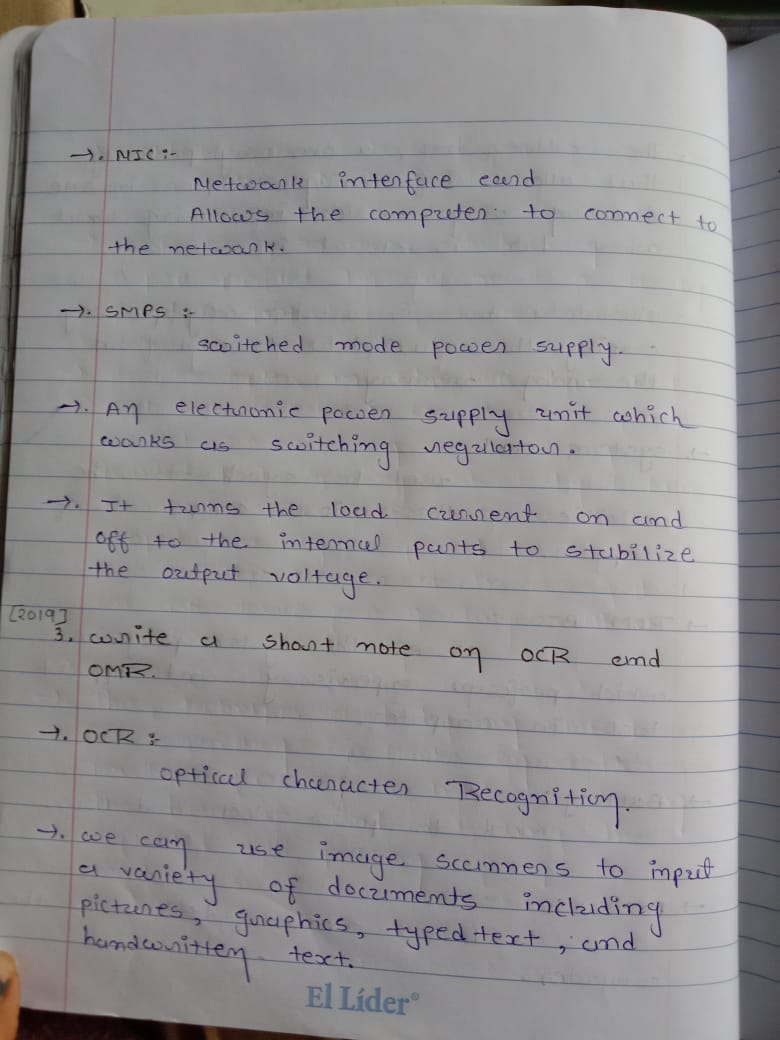 →. NIC :-
Network interface card
Allows the computer to connect to
the network.
→. SMPS :-
switched mode power supply.
→. An electronic power supply unit which
works as switching regulator.
→. It turns the load current on and
off to the internal parts to stabilize
the output voltage.
[2019]
3. write a short note on OCR and
OMR.
→. OCR :-
optical character Recognition.
→. we can use image scanners to input
a variety of documents including
pictures, graphics, typed text, and
handwritten text.
El Líder®